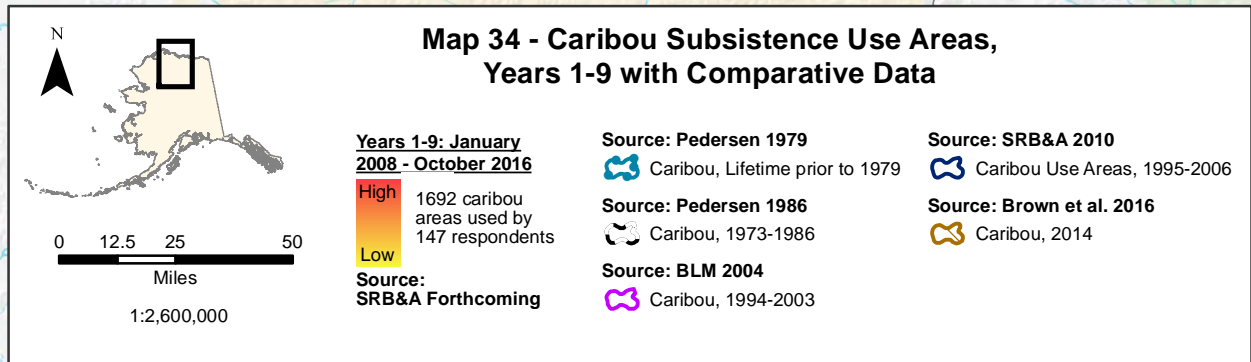 N
Map 34 - Caribou Subsistence Use Areas,
Years 1-9 with Comparative Data
0 12.5 25 50
Miles
1:2,600,000
Years 1-9: January
2008 - October 2016
High
Low
1692 caribou
areas used by
147 respondents
Source:
SRB&A Forthcoming
Source: Pedersen 1979
Caribou, Lifetime prior to 1979
Source: Pedersen 1986
Caribou, 1973-1986
Source: BLM 2004
Caribou, 1994-2003
Source: SRB&A 2010
Caribou Use Areas, 1995-2006
Source: Brown et al. 2016
Caribou, 2014